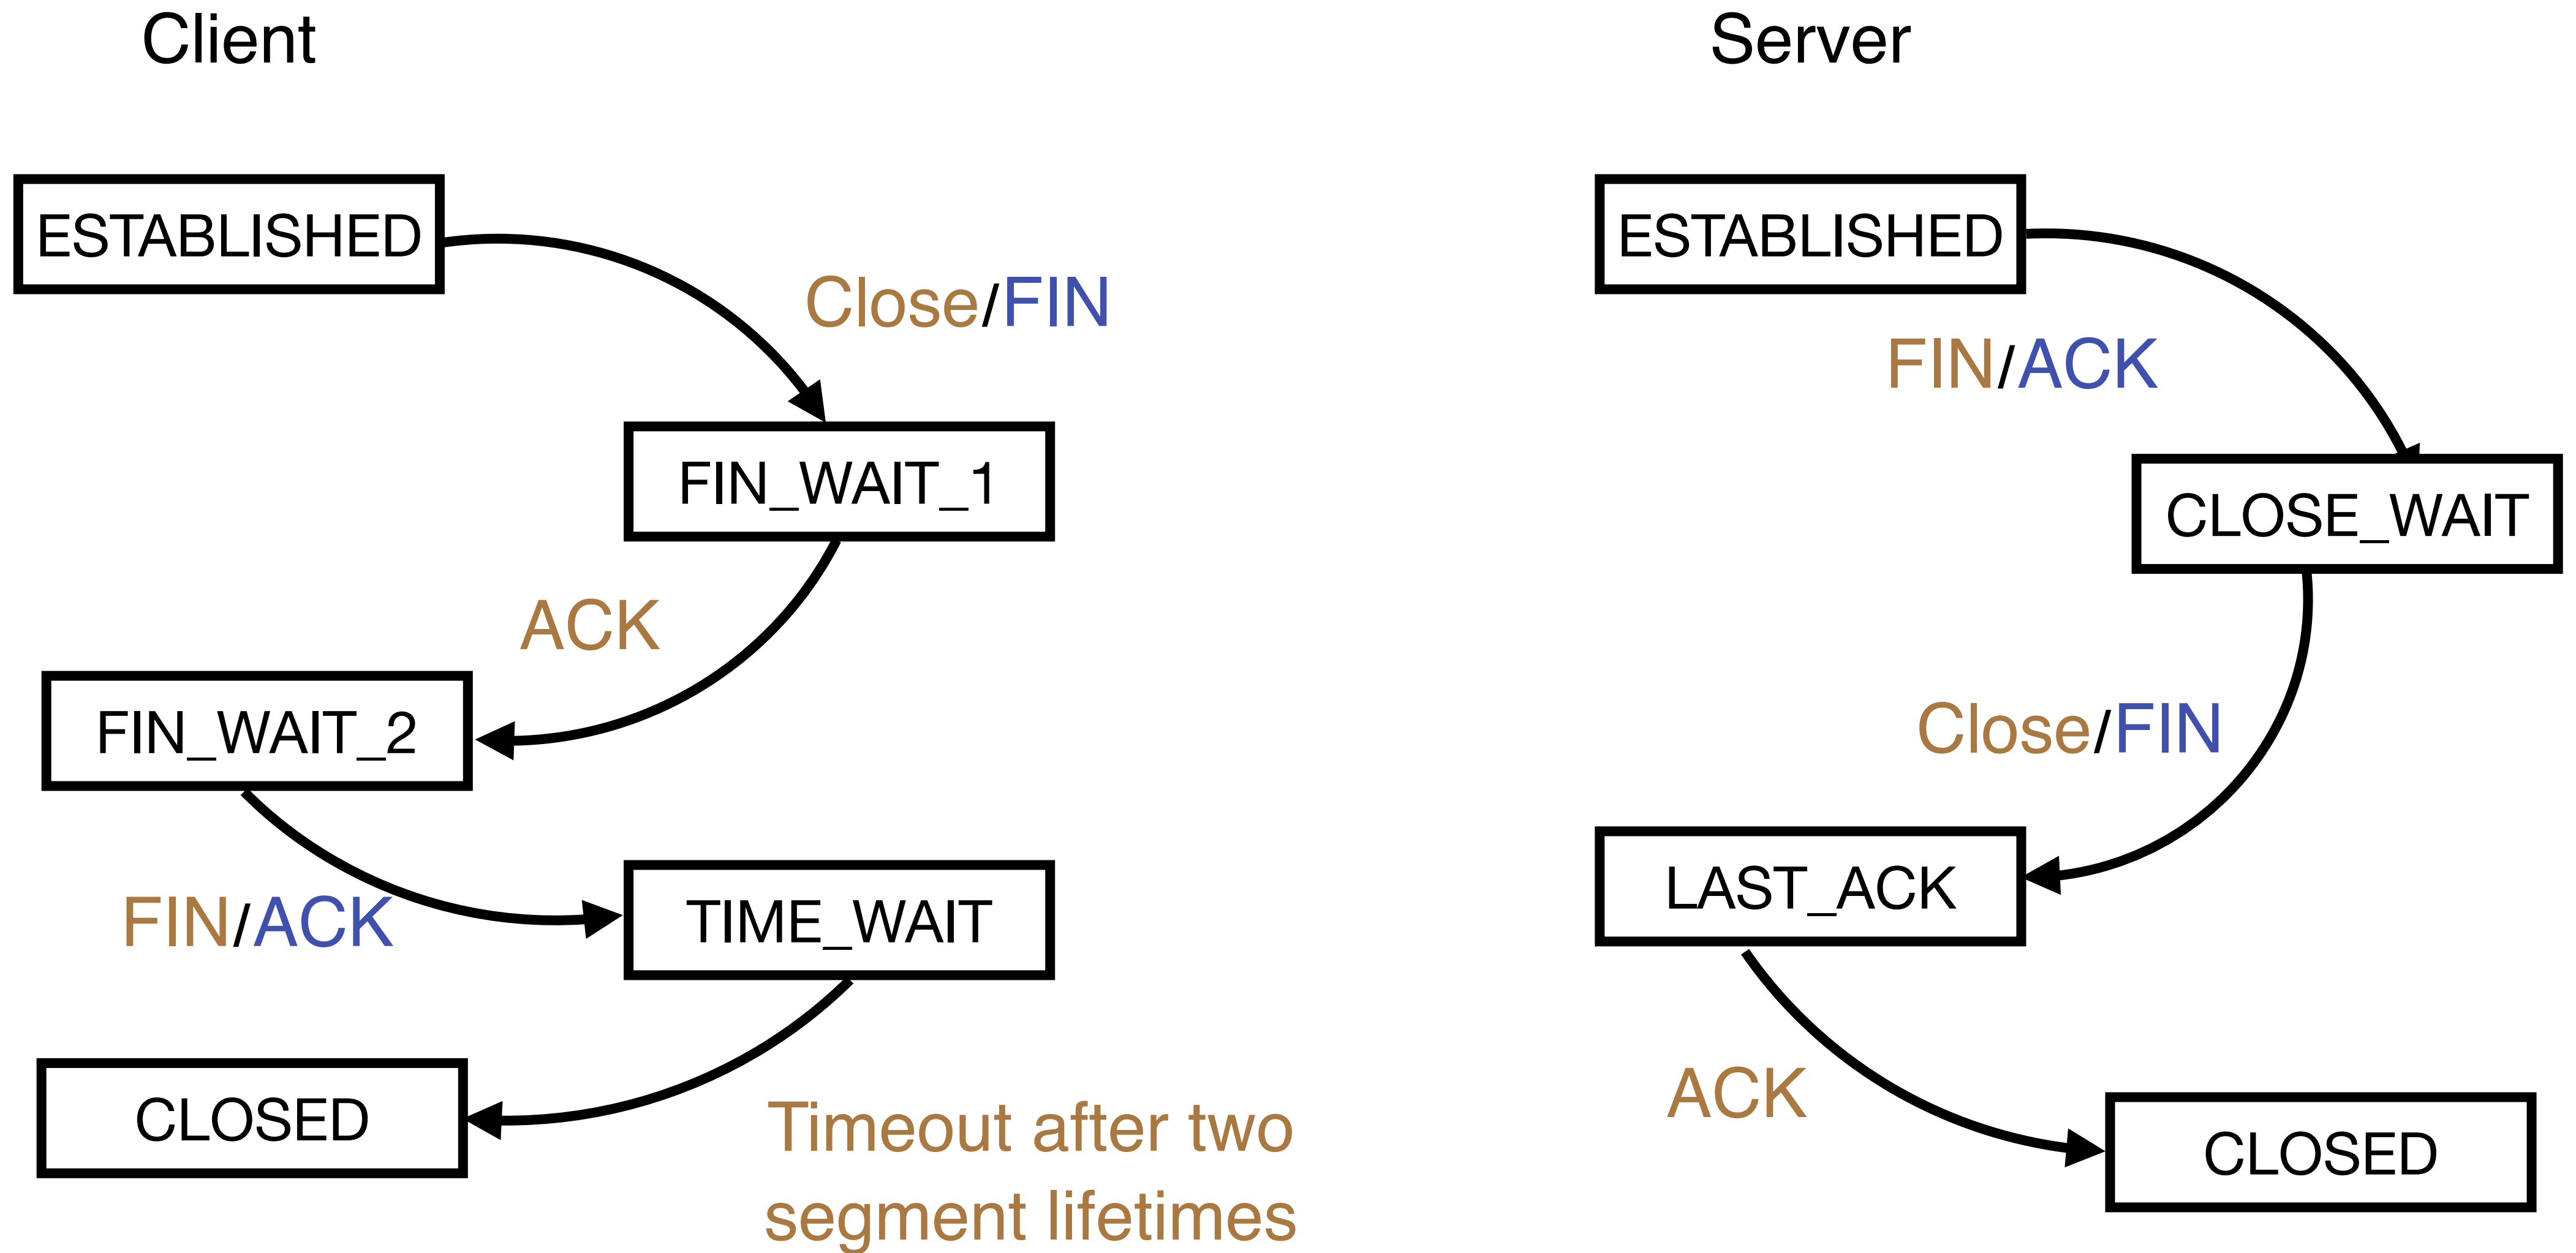 Client
ESTABLISHED
Close/FIN
FIN_WAIT_1
ACK
FIN_WAIT_2
FIN/ACK
TIME_WAIT
CLOSED
Timeout after two
segment lifetimes
Server
ESTABLISHED
FIN/ACK
CLOSE_WAIT
Close/FIN
LAST_ACK
ACK
CLOSED